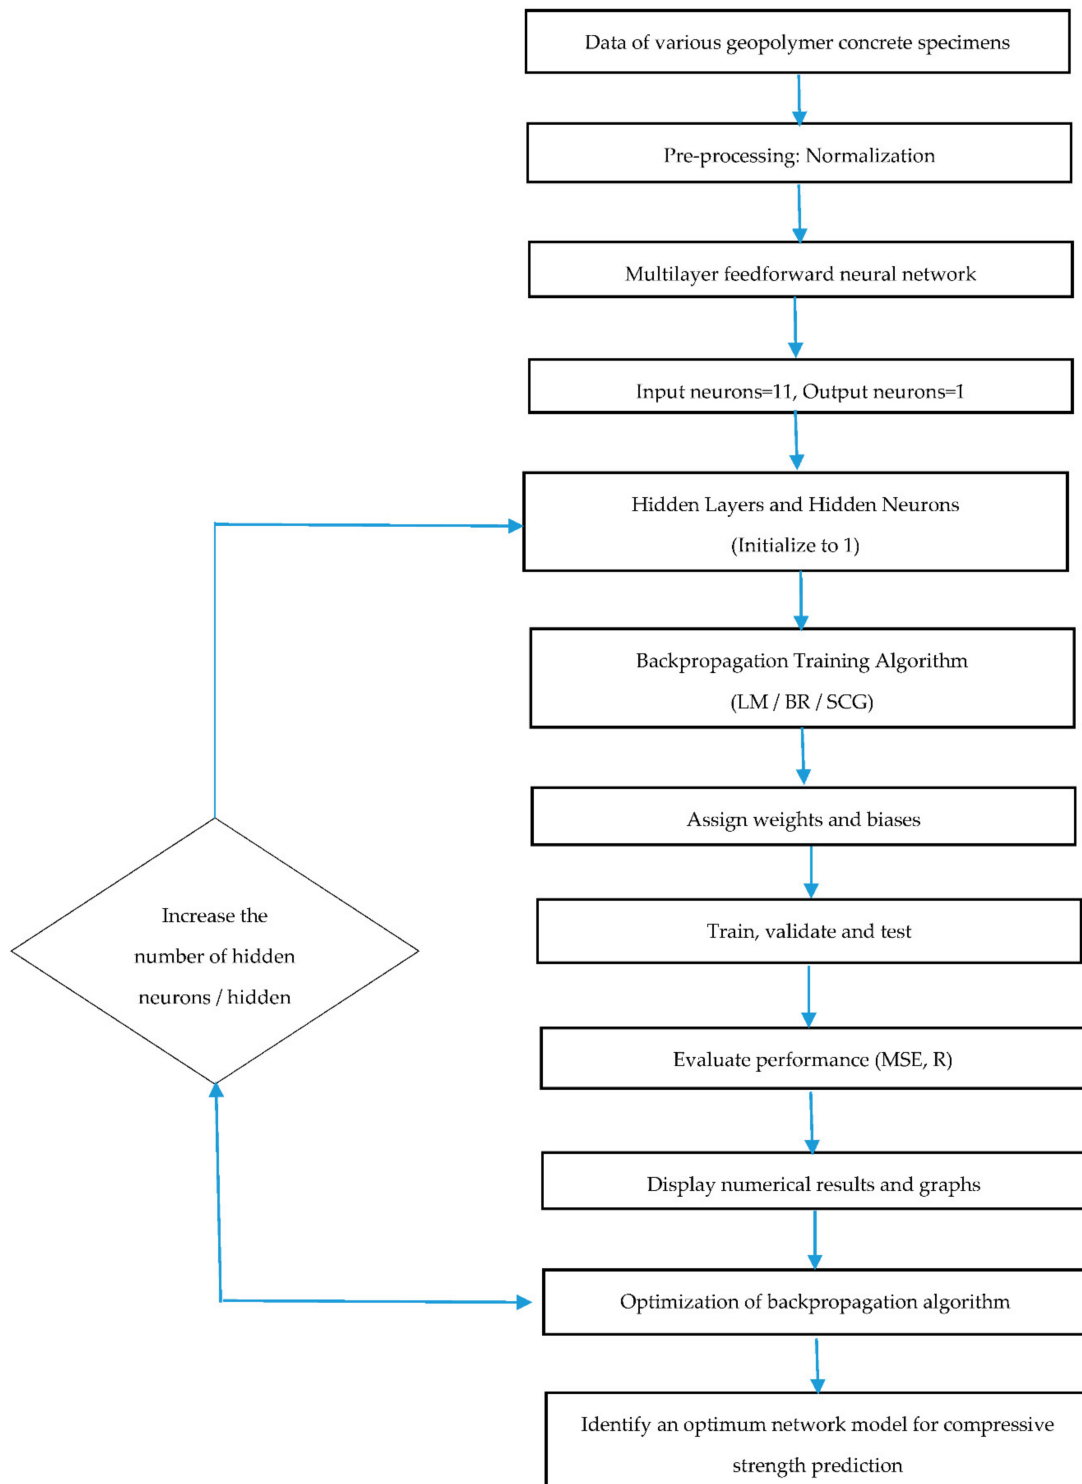 Data of various geopolymer concrete specimens
Pre-processing: Normalization
Multilayer feedforward neural network
Input neurons=11, Output neurons=1
Hidden Layers and Hidden Neurons
(Initialize to 1)
Backpropagation Training Algorithm
(LM / BR / SCG)
Assign weights and biases
Increase the
number of hidden
neurons / hidden
Train, validate and test
Evaluate performance (MSE, R)
Display numerical results and graphs
Optimization of backpropagation algorithm
Identify an optimum network model for compressive
strength prediction